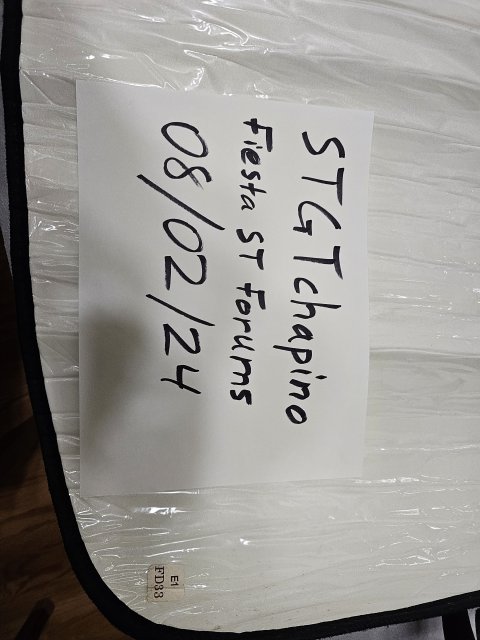 STGTchapino
Fiesta ST Forums
08/02/24
E1
FD33